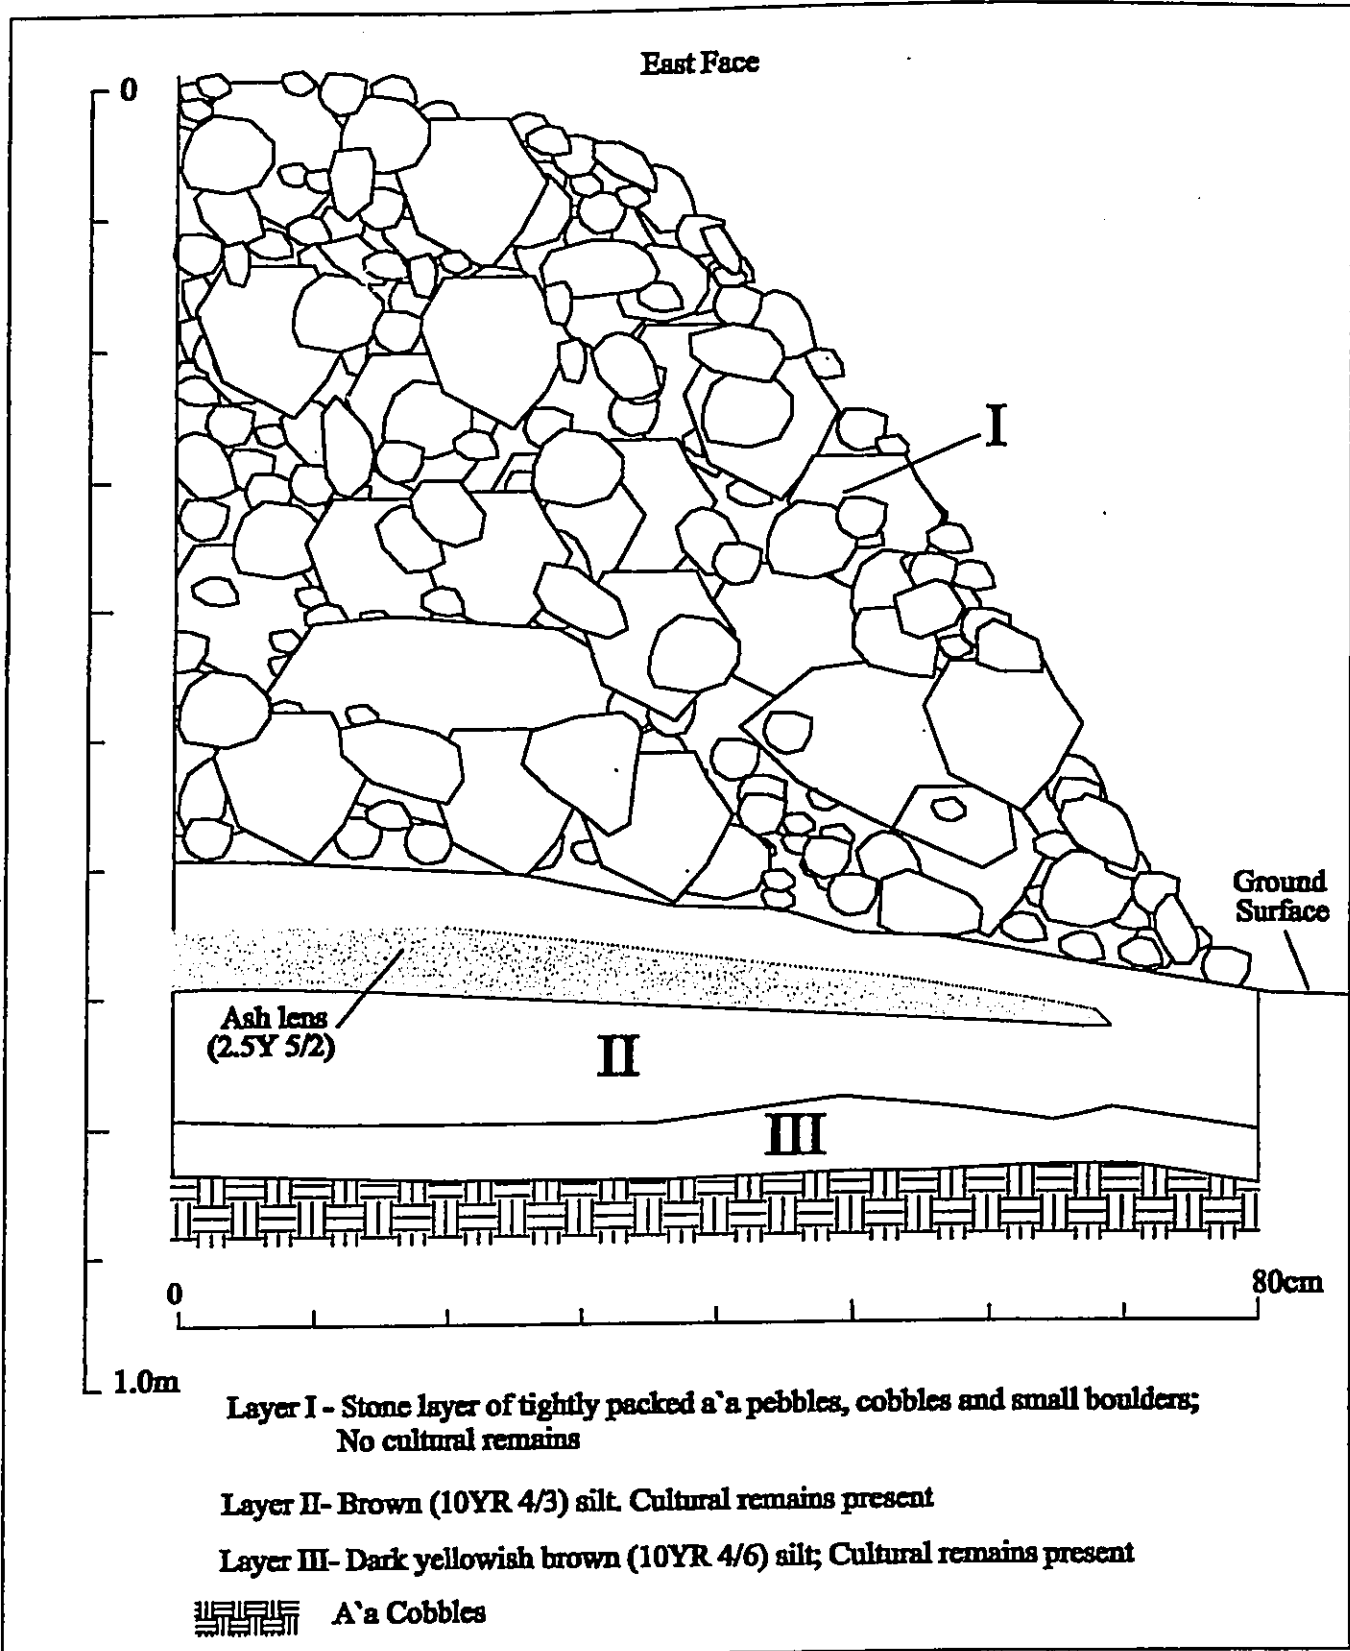 East Face
0
I
Ground
Surface
Ash lens
(2.5Y 5/2)
II
III
0
80cm
1.0m
Layer I - Stone layer of tightly packed a`a pebbles, cobbles and small boulders;
No cultural remains
Layer II- Brown (10YR 4/3) silt. Cultural remains present
Layer III- Dark yellowish brown (10YR 4/6) silt; Cultural remains present
A`a Cobbles